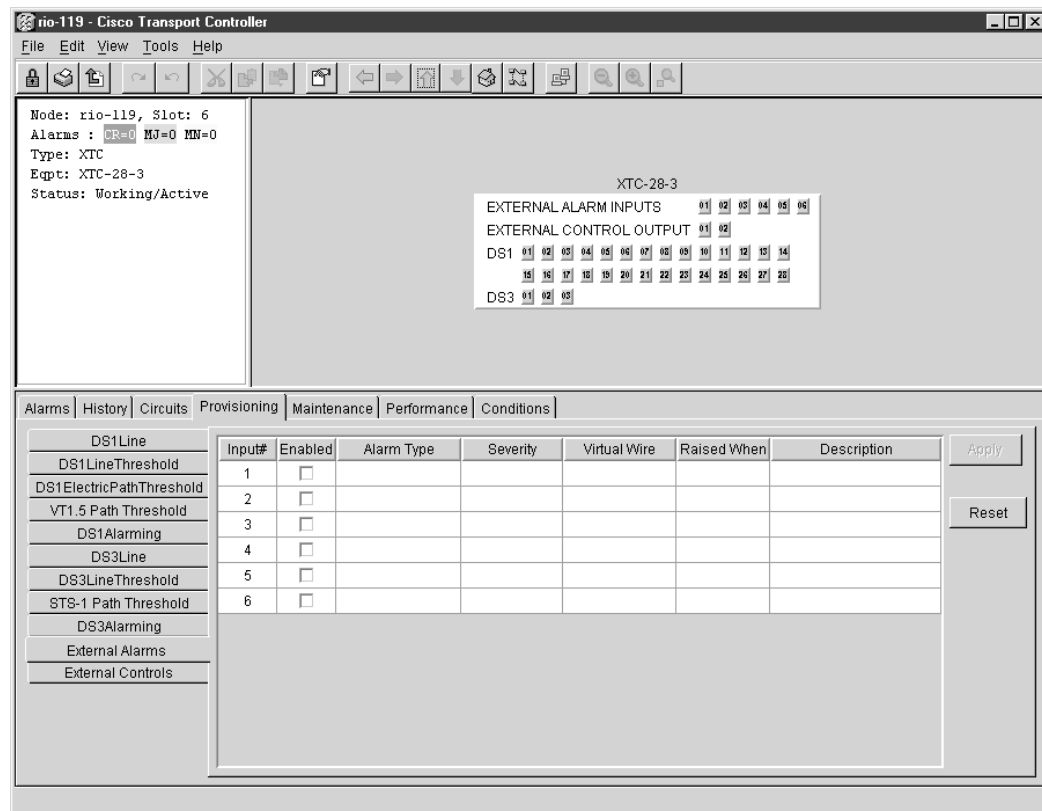 rio-119 - Cisco Transport Controller
File Edit View Tools Help
Node: rio-119, Slot: 6
Alarms : CR=0 MJ=0 MN=0
Type: XTC
Eqpt: XTC-28-3
Status: Working/Active
XTC-28-3
EXTERNAL ALARM INPUTS 01 02 03 04 05 06
EXTERNAL CONTROL OUTPUT 01 02
DS1 01 02 03 04 05 06 07 08 09 10 11 12 13 14
15 16 17 18 19 20 21 22 23 24 25 26 27 28
DS3 01 02 03
Alarms History Circuits Provisioning Maintenance Performance Conditions
DS1Line
DS1LineThreshold
DS1ElectricPathThreshold
VT1.5 Path Threshold
DS1Alarming
DS3Line
DS3LineThreshold
STS-1 Path Threshold
DS3Alarming
External Alarms
External Controls
Input# Enabled Alarm Type Severity Virtual Wire Raised When Description
1
2
3
4
5
6
Apply
Reset